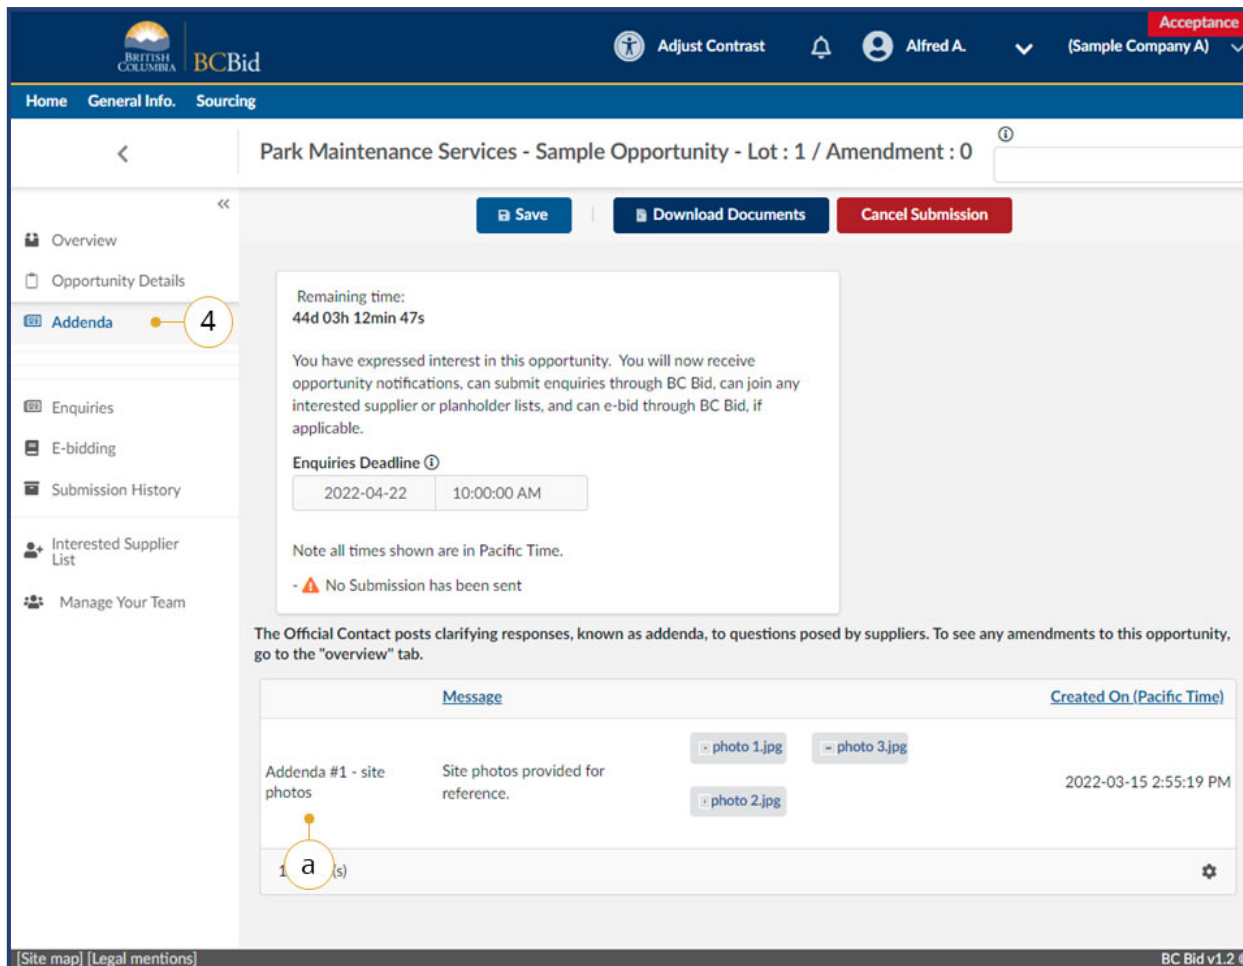 Acceptance
BRITISH
COLUMBIA
BCBid
Adjust Contrast
Alfred A.
(Sample Company A)
Home General Info. Sourcing
Park Maintenance Services - Sample Opportunity - Lot : 1 / Amendment : 0
Save
Download Documents
Cancel Submission
Overview
Opportunity Details
Addenda
4
Enquiries
E-bidding
Submission History
Interested Supplier
List
Manage Your Team
Remaining time:
44d 03h 12min 47s
You have expressed interest in this opportunity. You will now receive
opportunity notifications, can submit enquiries through BC Bid, can join any
interested supplier or planholder lists, and can e-bid through BC Bid, if
applicable.
Enquiries Deadline
2022-04-22 10:00:00 AM
Note all times shown are in Pacific Time.
- No Submission has been sent
The Official Contact posts clarifying responses, known as addenda, to questions posed by suppliers. To see any amendments to this opportunity,
go to the "overview" tab.
Message Created On (Pacific Time)
Addenda #1 - site
photos
Site photos provided for
reference.
photo 1.jpg photo 3.jpg
photo 2.jpg
2022-03-15 2:55:19 PM
a
1 (s)
[Site map] [Legal mentions] BC Bid v1.2